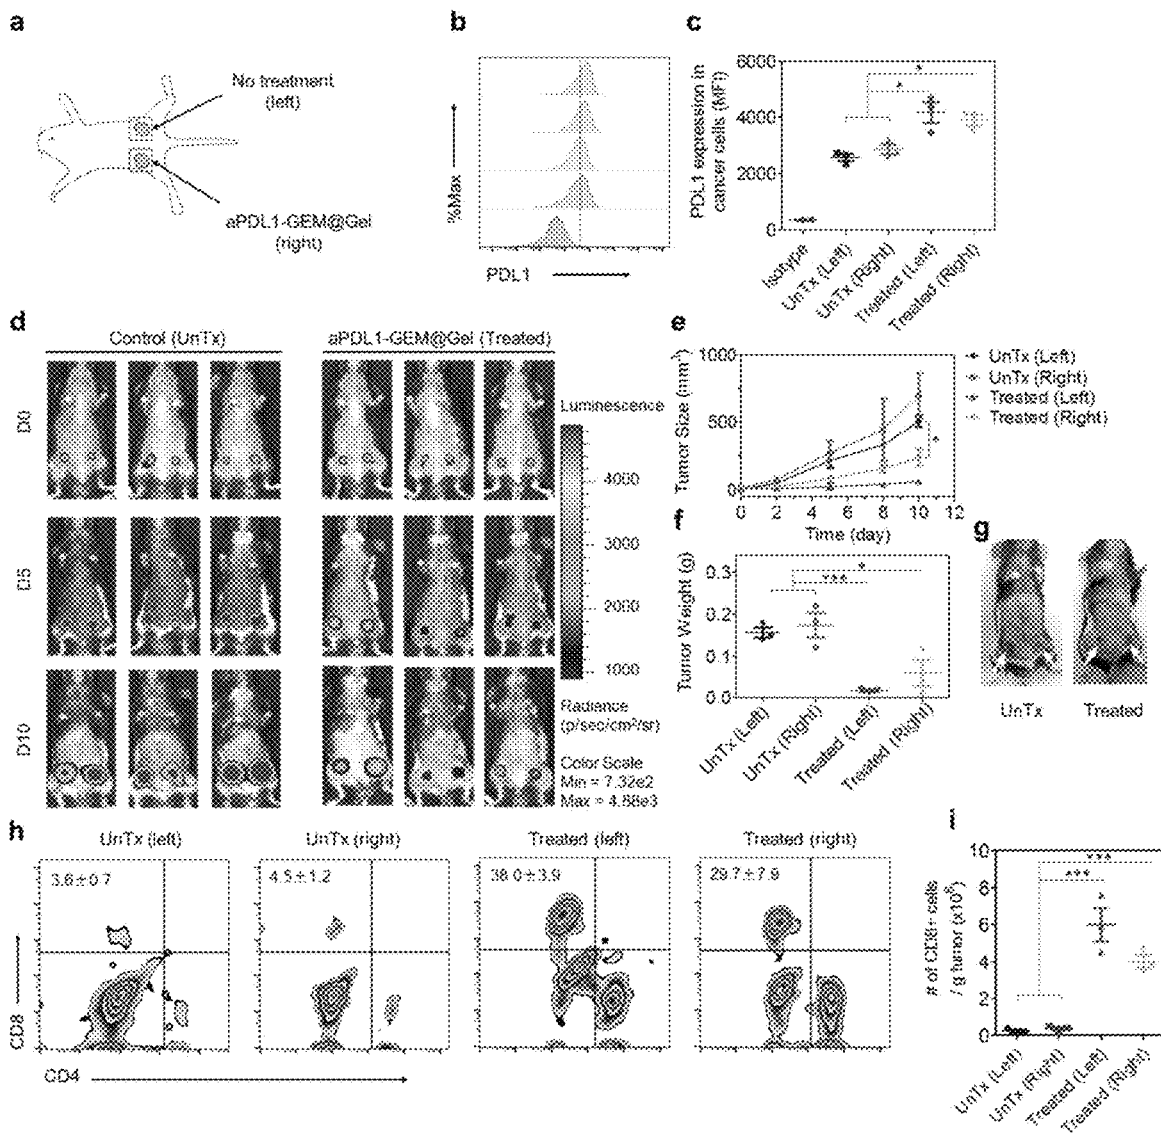 a
No treatment
(left)
aPDL1-GEM@Gel
(right)
b
%Max
PDL1
c
PDL1 expression in
cancer cells (MFI)
6000
4000
2000
0
*
*
Isotype
UnTx (Left)
UnTx (Right)
Treated (Left)
Treated (Right)
d
Control (UnTx)
aPDL1-GEM@Gel (Treated)
D0
D5
D10
Luminescence
4000
3000
2000
1000
Radiance
(p/sec/cm²/sr)
Color Scale
Min = 7.32e2
Max = 4.88e3
e
Tumor Size (mm³)
1000
500
0
0 2 4 6 8 10 12
Time (day)
*
UnTx (Left)
UnTx (Right)
Treated (Left)
Treated (Right)
f
Tumor Weight (g)
0.3
0.2
0.1
0.0
*
***
UnTx (Left)
UnTx (Right)
Treated (Left)
Treated (Right)
g
UnTx
Treated
h
UnTx (left)
UnTx (right)
Treated (left)
Treated (right)
3.6±0.7
4.5±1.2
38.0±3.9
29.7±7.9
CD8
CD4
i
# of CD8+ cells
/ g tumor (x10⁶)
10
8
6
4
2
0
***
***
UnTx (Left)
UnTx (Right)
Treated (Left)
Treated (Right)